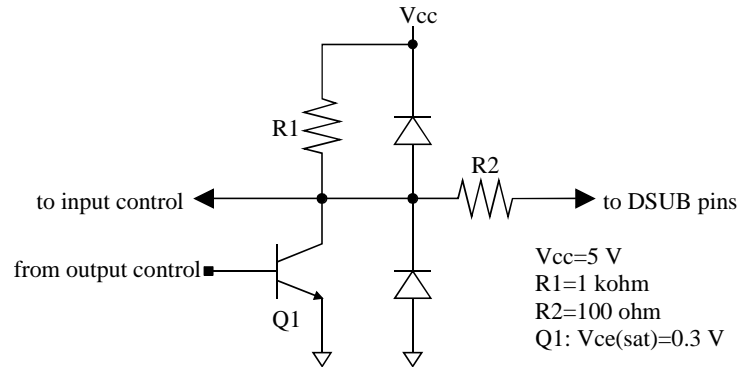 Vcc
R1
R2
to input control
to DSUB pins
from output control
Q1
Vcc=5 V
R1=1 kohm
R2=100 ohm
Q1: Vce(sat)=0.3 V